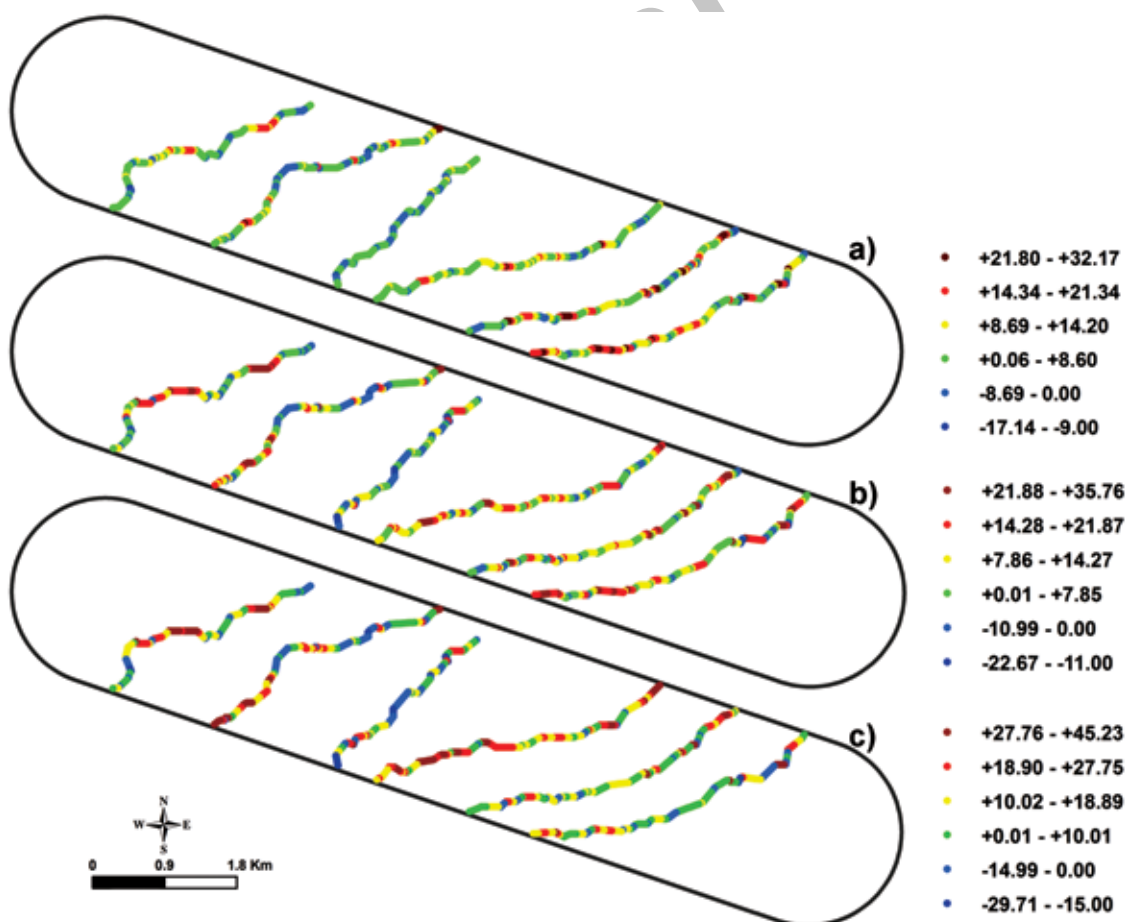 a)
+21.80 - +32.17
+14.34 - +21.34
+8.69 - +14.20
+0.06 - +8.60
-8.69 - 0.00
-17.14 - -9.00
b)
+21.88 - +35.76
+14.28 - +21.87
+7.86 - +14.27
+0.01 - +7.85
-10.99 - 0.00
-22.67 - -11.00
c)
+27.76 - +45.23
+18.90 - +27.75
+10.02 - +18.89
+0.01 - +10.01
-14.99 - 0.00
-29.71 - -15.00
N
W E
S
0 0.9 1.8 Km